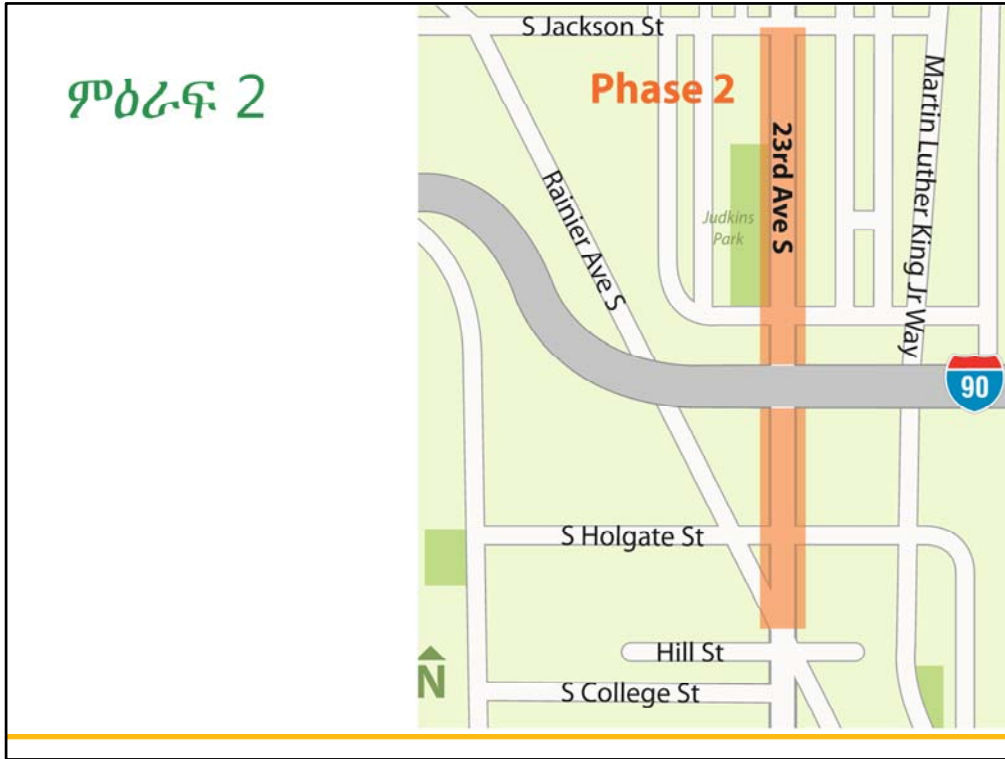 ምዕራፍ 2
S Jackson St
Phase 2
Martin Luther King Jr Way
23rd Ave S
Rainier Ave S
Judkins
Park
90
S Holgate St
Hill St
N
S College St